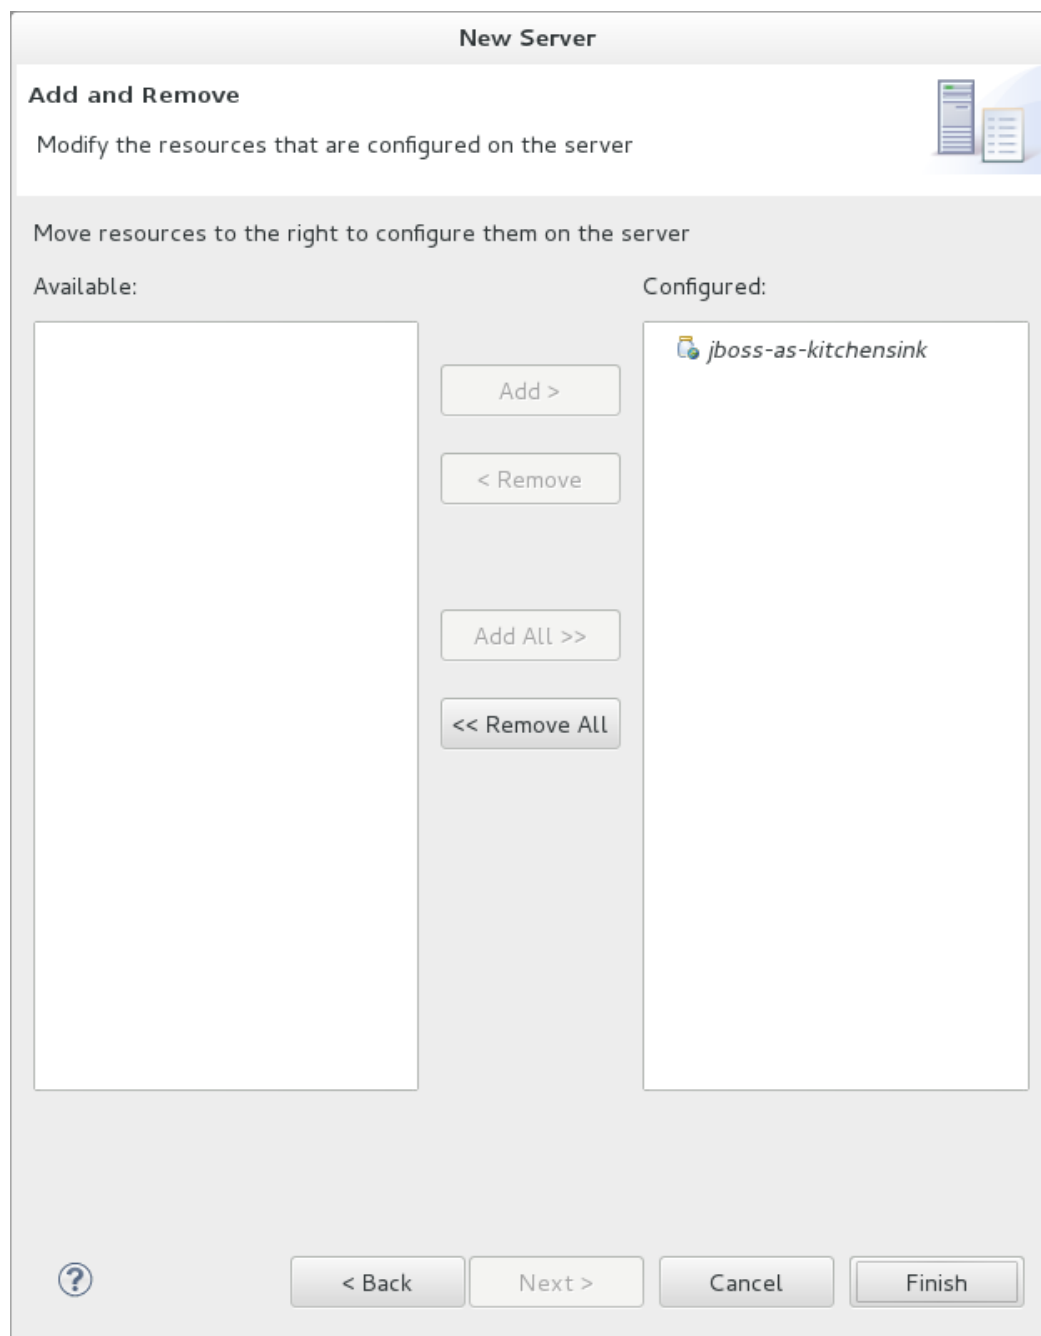 New Server
Add and Remove
Modify the resources that are configured on the server
Move resources to the right to configure them on the server
Available:
Configured:
jboss-as-kitchensink
Add >
< Remove
Add All >>
<< Remove All
?
< Back
Next >
Cancel
Finish